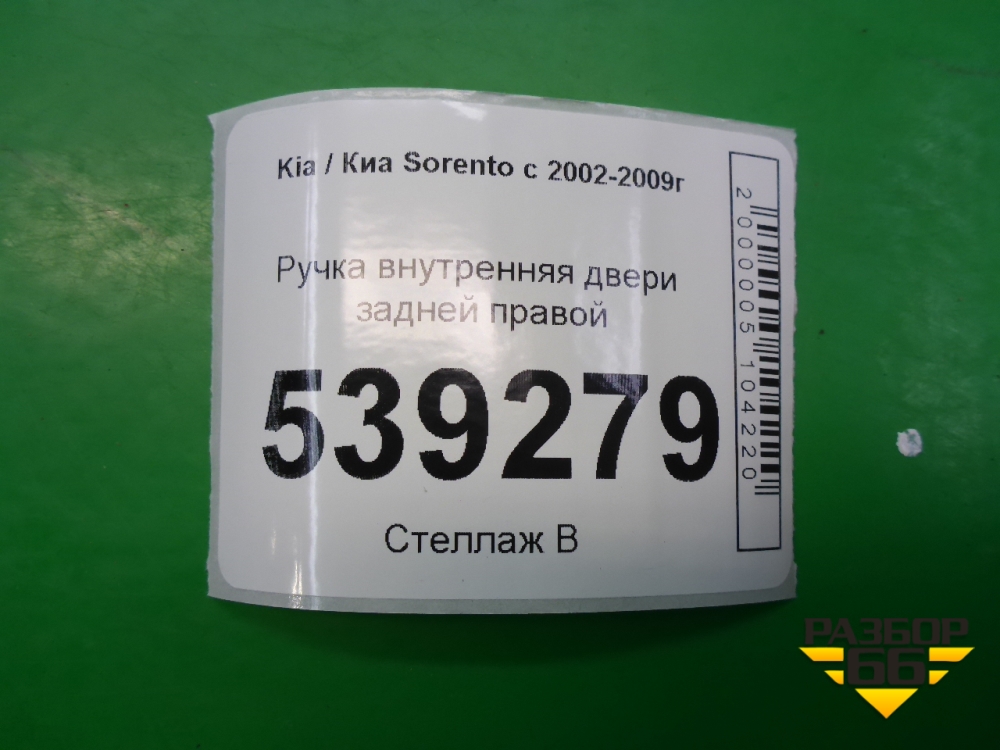 Kia / Киа Sorento с 2002-2009г
Ручка внутренняя двери
задней правой
539279
Стеллаж В
2000005104220
РАЗБОР
66